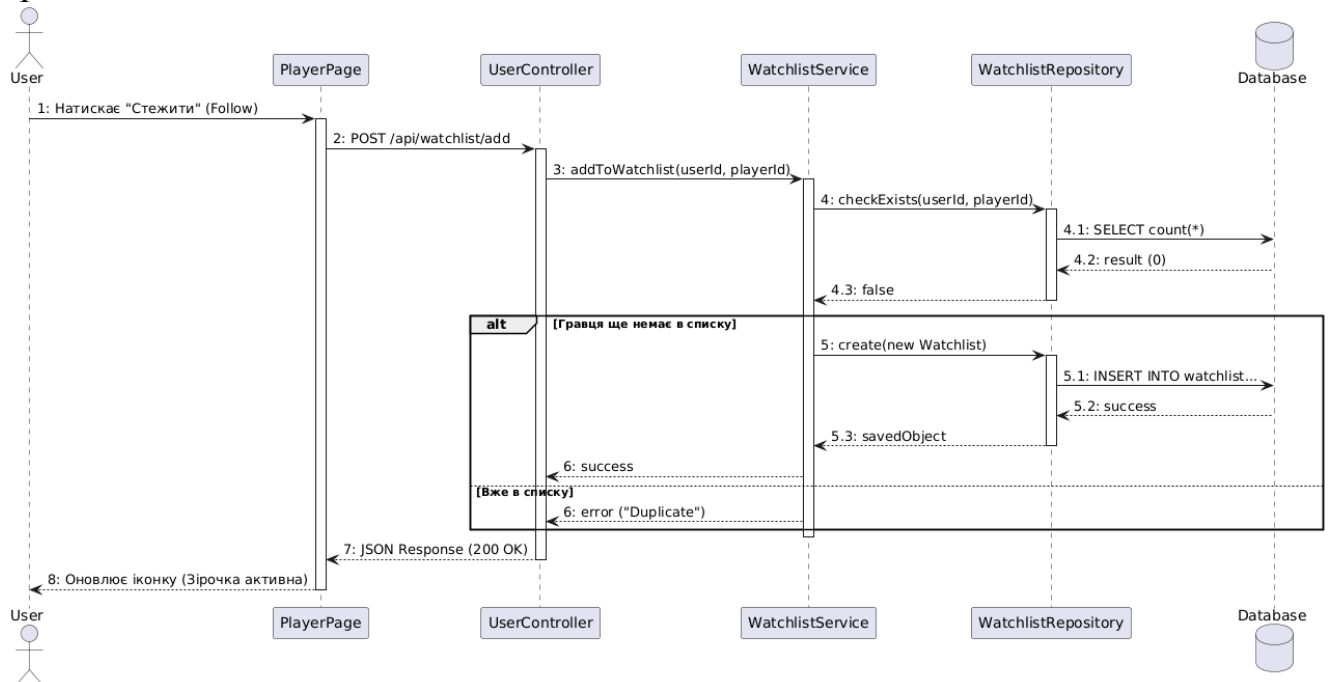 User
PlayerPage
UserController
WatchlistService
WatchlistRepository
Database
1: Натискає "Стежити" (Follow)
2: POST /api/watchlist/add
3: addToWatchlist(userId, playerId)
4: checkExists(userId, playerId)
4.1: SELECT count(*)
4.2: result (0)
4.3: false
alt
[Гравця ще немає в списку]
5: create(new Watchlist)
5.1: INSERT INTO watchlist...
5.2: success
5.3: savedObject
6: success
[Вже в списку]
6: error ("Duplicate")
7: JSON Response (200 OK)
8: Оновлює іконку (Зірочка активна)
User
PlayerPage
UserController
WatchlistService
WatchlistRepository
Database